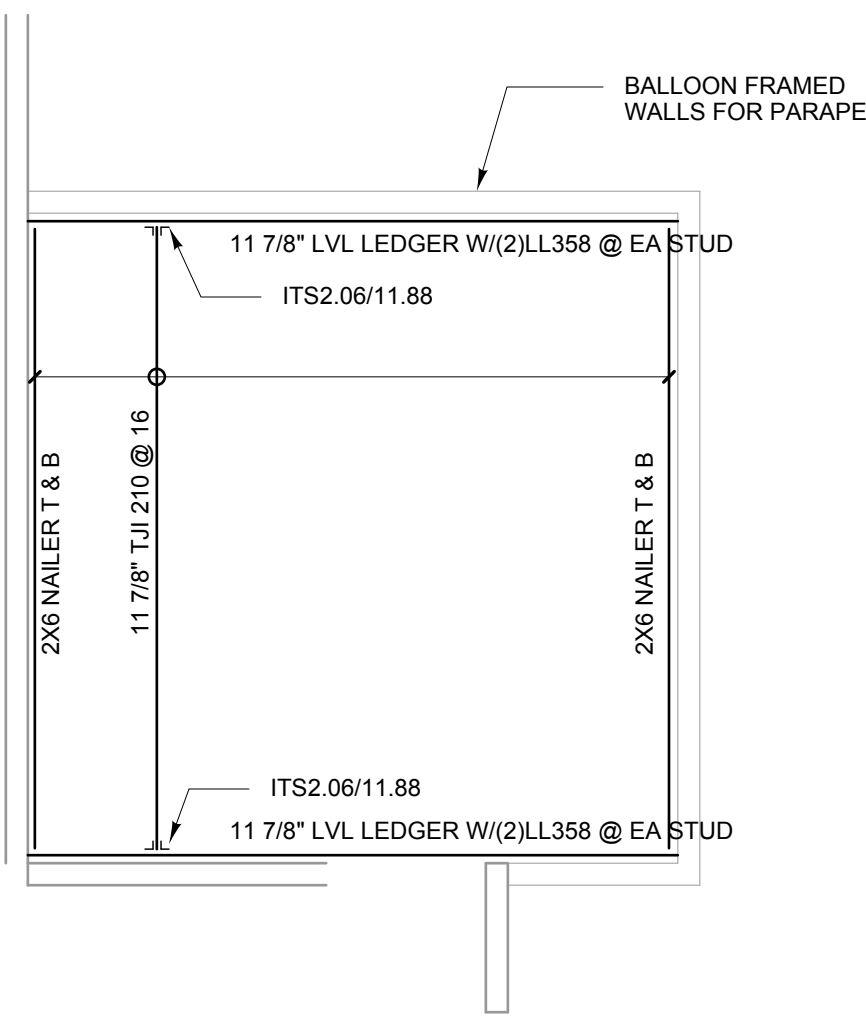 BALLOON FRAMED
WALLS FOR PARAPE
11 7/8" LVL LEDGER W/(2)LL358 @ EA STUD
ITS2.06/11.88
2X6 NAILER T & B
11 7/8" TJI 210 @ 16
2X6 NAILER T & B
ITS2.06/11.88
11 7/8" LVL LEDGER W/(2)LL358 @ EA STUD